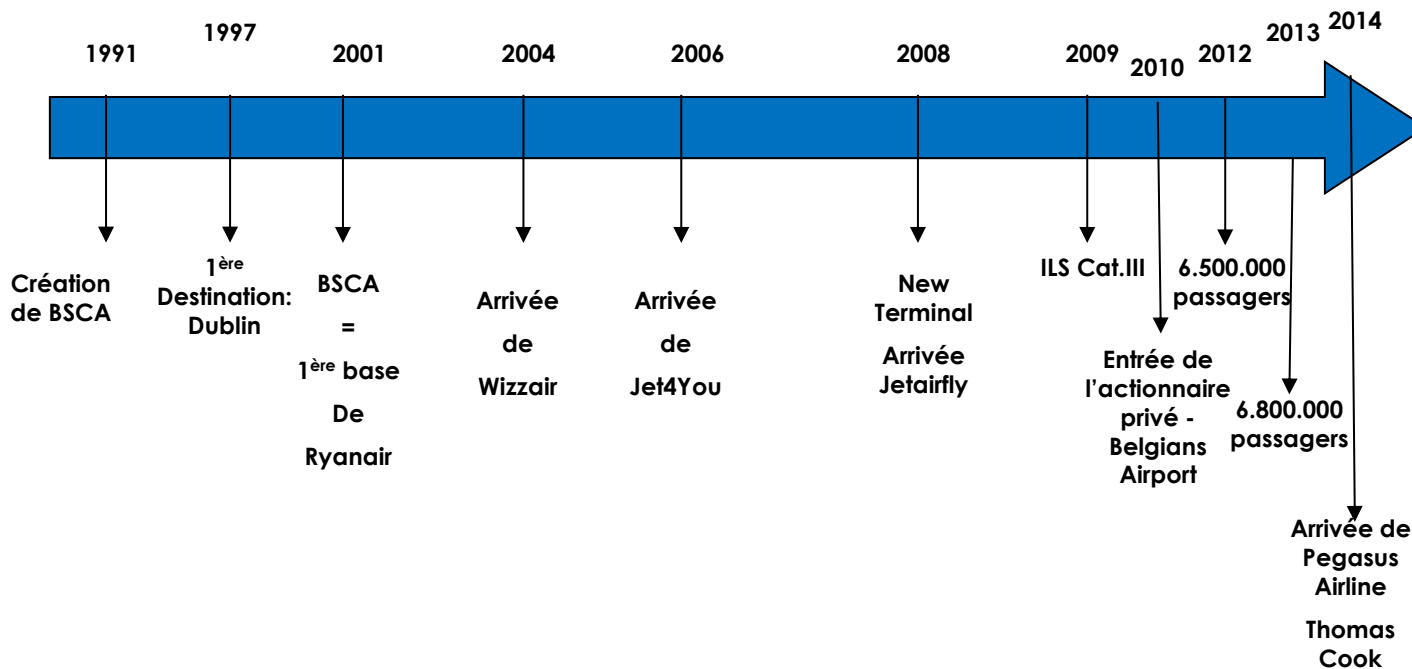 1991
1997
2001
2004
2006
2008
2009
2010
2012
2013
2014
Création
de BSCA
1ère
Destination:
Dublin
BSCA
=
1ère base
De
Ryanair
Arrivée
de
Wizzair
Arrivée
de
Jet4You
New
Terminal
Arrivée
Jetairfly
ILS Cat.III
Entrée de
l'actionnaire
privé -
Belgians
Airport
6.500.000
passagers
6.800.000
passagers
Arrivée de
Pegasus
Airline
Thomas
Cook